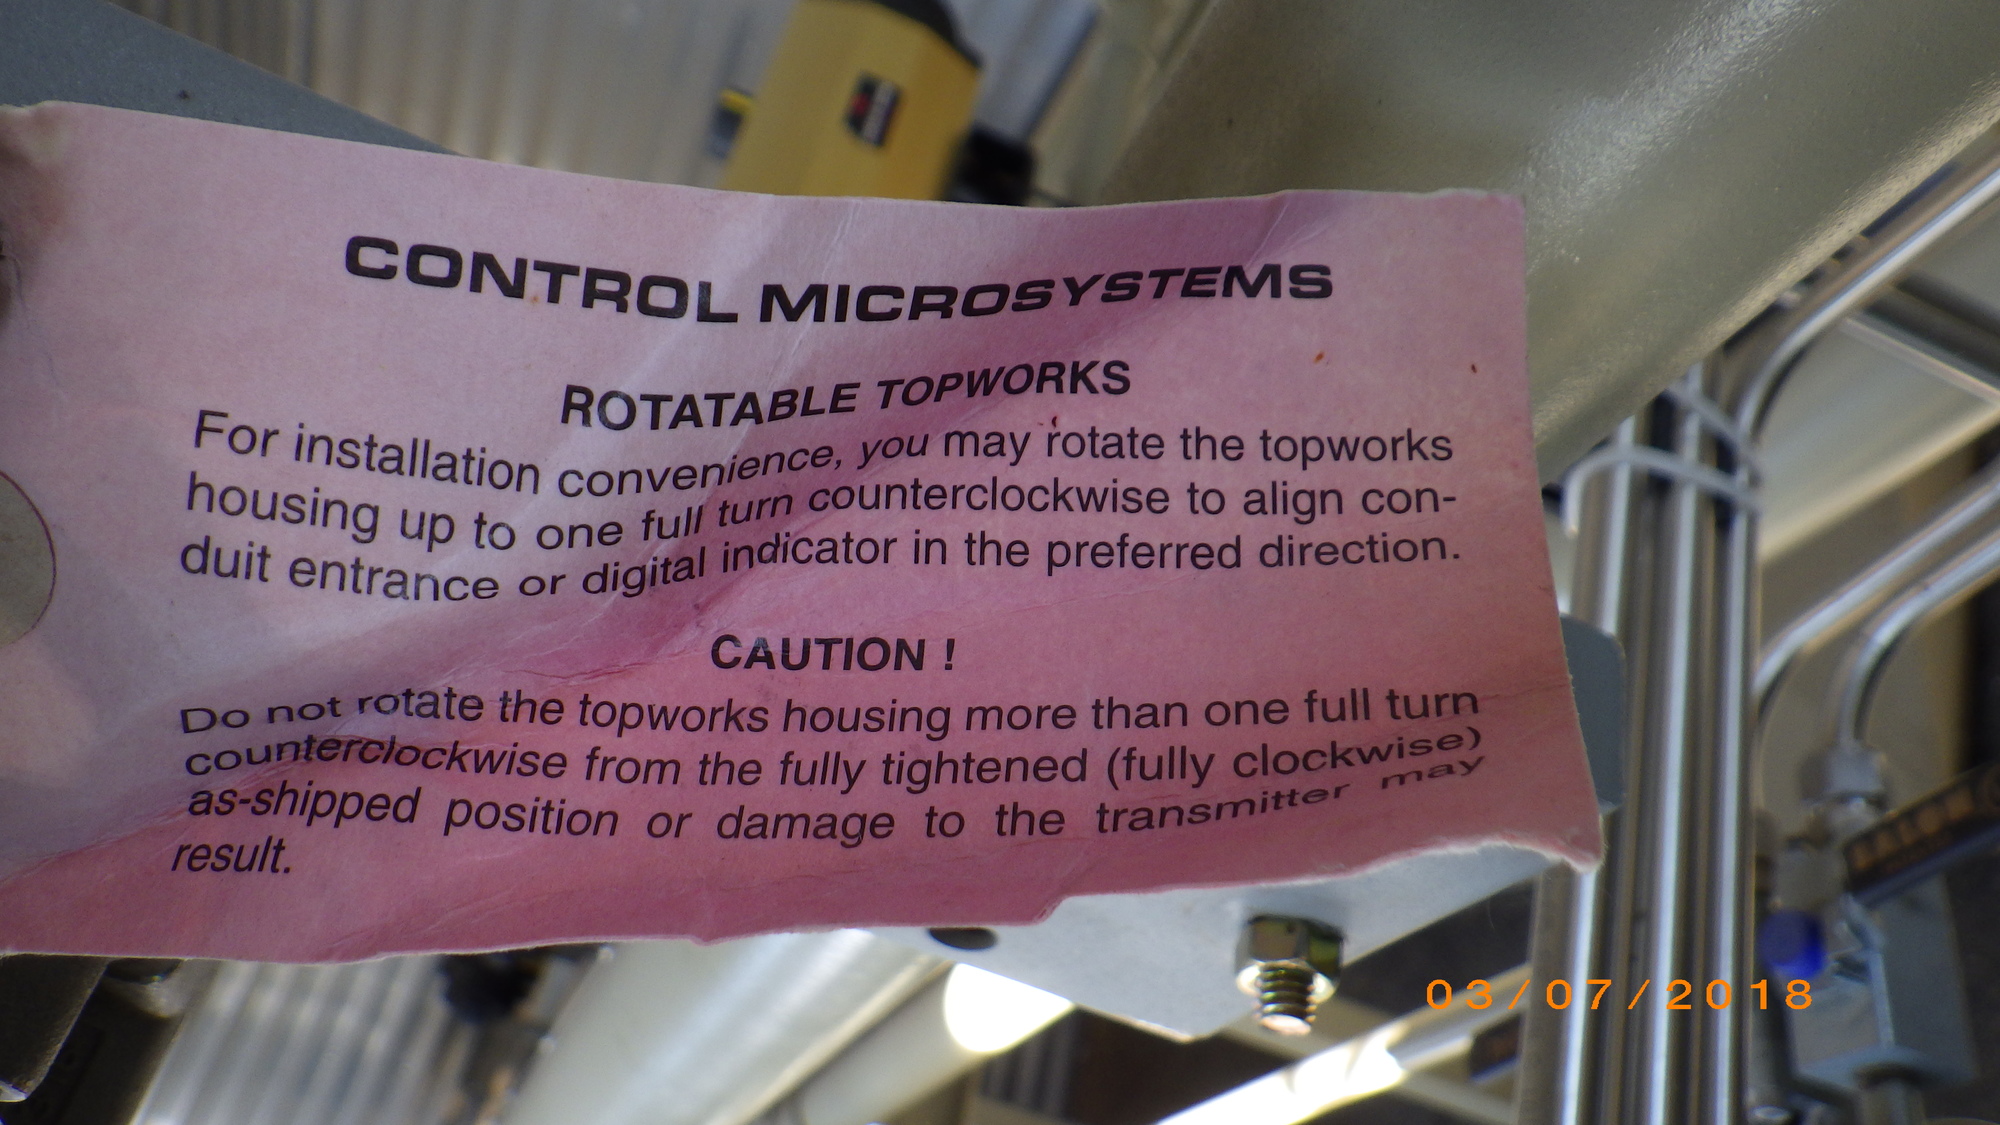 CONTROL MICROSYSTEMS
ROTATABLE TOPWORKS
For installation convenience, you may rotate the topworks
housing up to one full turn counterclockwise to align con-
duit entrance or digital indicator in the preferred direction.
CAUTION !
Do not rotate the topworks housing more than one full turn
counterclockwise from the fully tightened (fully clockwise)
as-shipped position or damage to the transmitter may
result.
03/07/2018